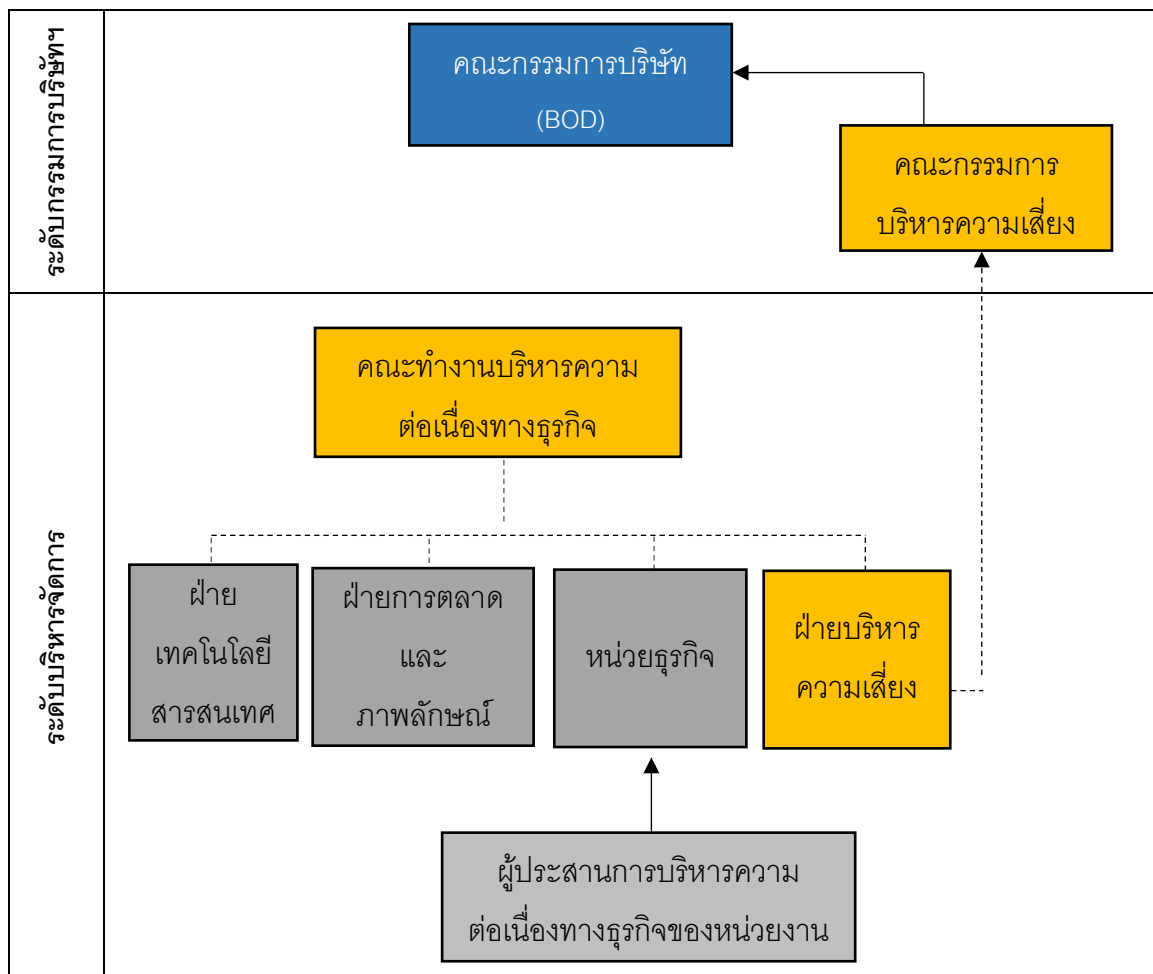 ระดับกรรมการบริษัทฯ
คณะกรรมการบริษัท
(BOD)
คณะกรรมการ
บริหารความเสี่ยง
ระดับบริหารจัดการ
คณะทำงานบริหารความ
ต่อเนื่องทางธุรกิจ
ฝ่าย
เทคโนโลยี
สารสนเทศ
ฝ่ายการตลาด
และ
ภาพลักษณ์
หน่วยธุรกิจ
ฝ่ายบริหาร
ความเสี่ยง
ผู้ประสานการบริหารความ
ต่อเนื่องทางธุรกิจของหน่วยงาน